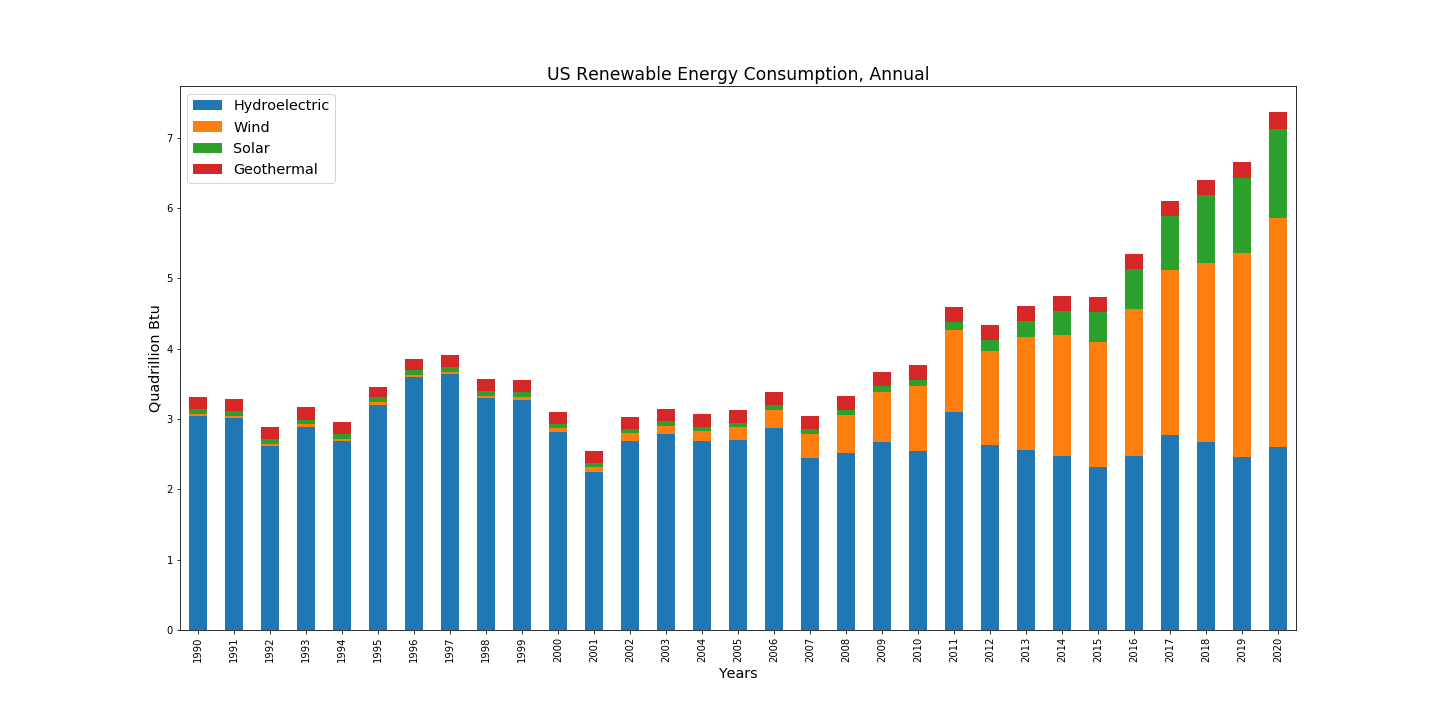 US Renewable Energy Consumption, Annual
Hydroelectric
Wind
Solar
Geothermal
Quadrillion Btu
7
6
5
4
3
2
1
0
1990 1991 1992 1993 1994 1995 1996 1997 1998 1999 2000 2001 2002 2003 2004 2005 2006 2007 2008 2009 2010 2011 2012 2013 2014 2015 2016 2017 2018 2019 2020
Years